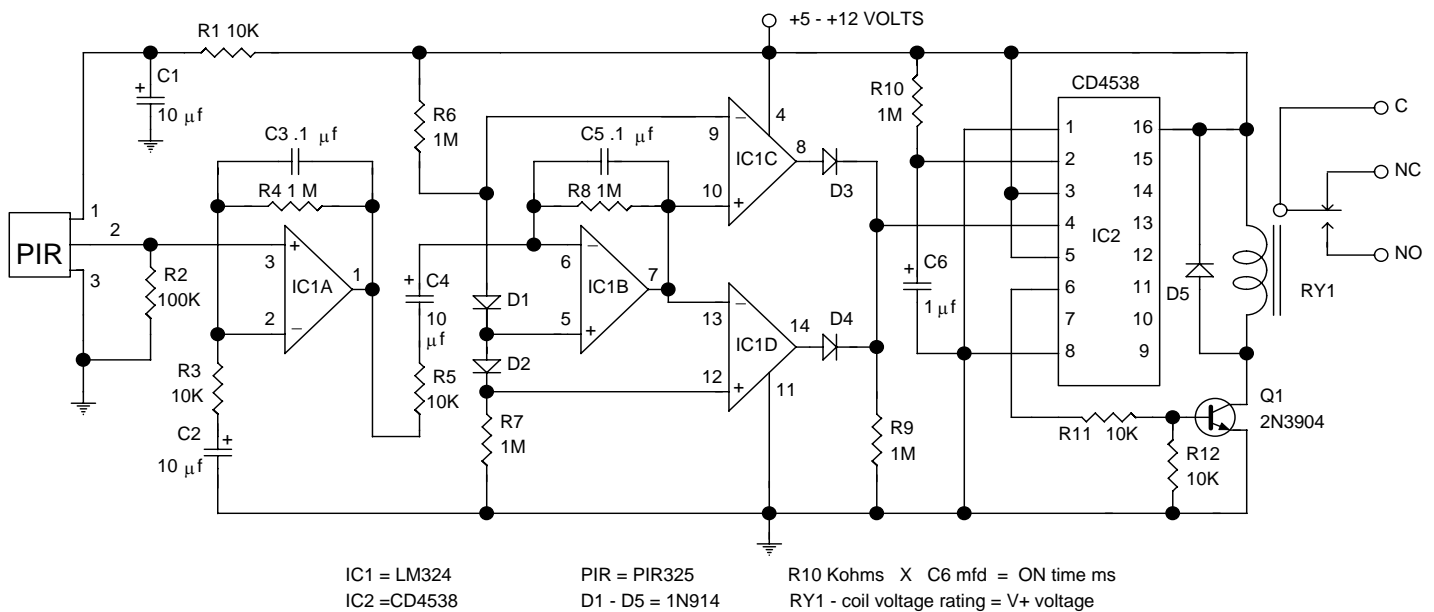 +5 - +12 VOLTS
R1 10K
C1
+
10 μf
R10
1M
CD4538
R6
1M
C3 .1 μf
C5 .1 μf
4
9
IC1C
8
10
D3
C
R4 1 M
R8 1M
1
16
2
15
NC
3
14
4
13
IC2
5
12
NO
6
11
7
10
8
9
PIR
1
2
3
R2
100K
+
3
IC1A
1
2
−
C4
+
10
μf
−
6
IC1B
7
5
+
D1
D2
−
+
−
13
IC1D
14
12
+
11
D4
C6
+
1 μf
D5
RY1
R3
10K
R5
10K
R7
1M
R9
1M
C2
+
10 μf
R11 10K
Q1
2N3904
R12
10K
IC1 = LM324 PIR = PIR325 R10 Kohms X C6 mfd = ON time ms
IC2 =CD4538 D1 - D5 = 1N914 RY1 - coil voltage rating = V+ voltage